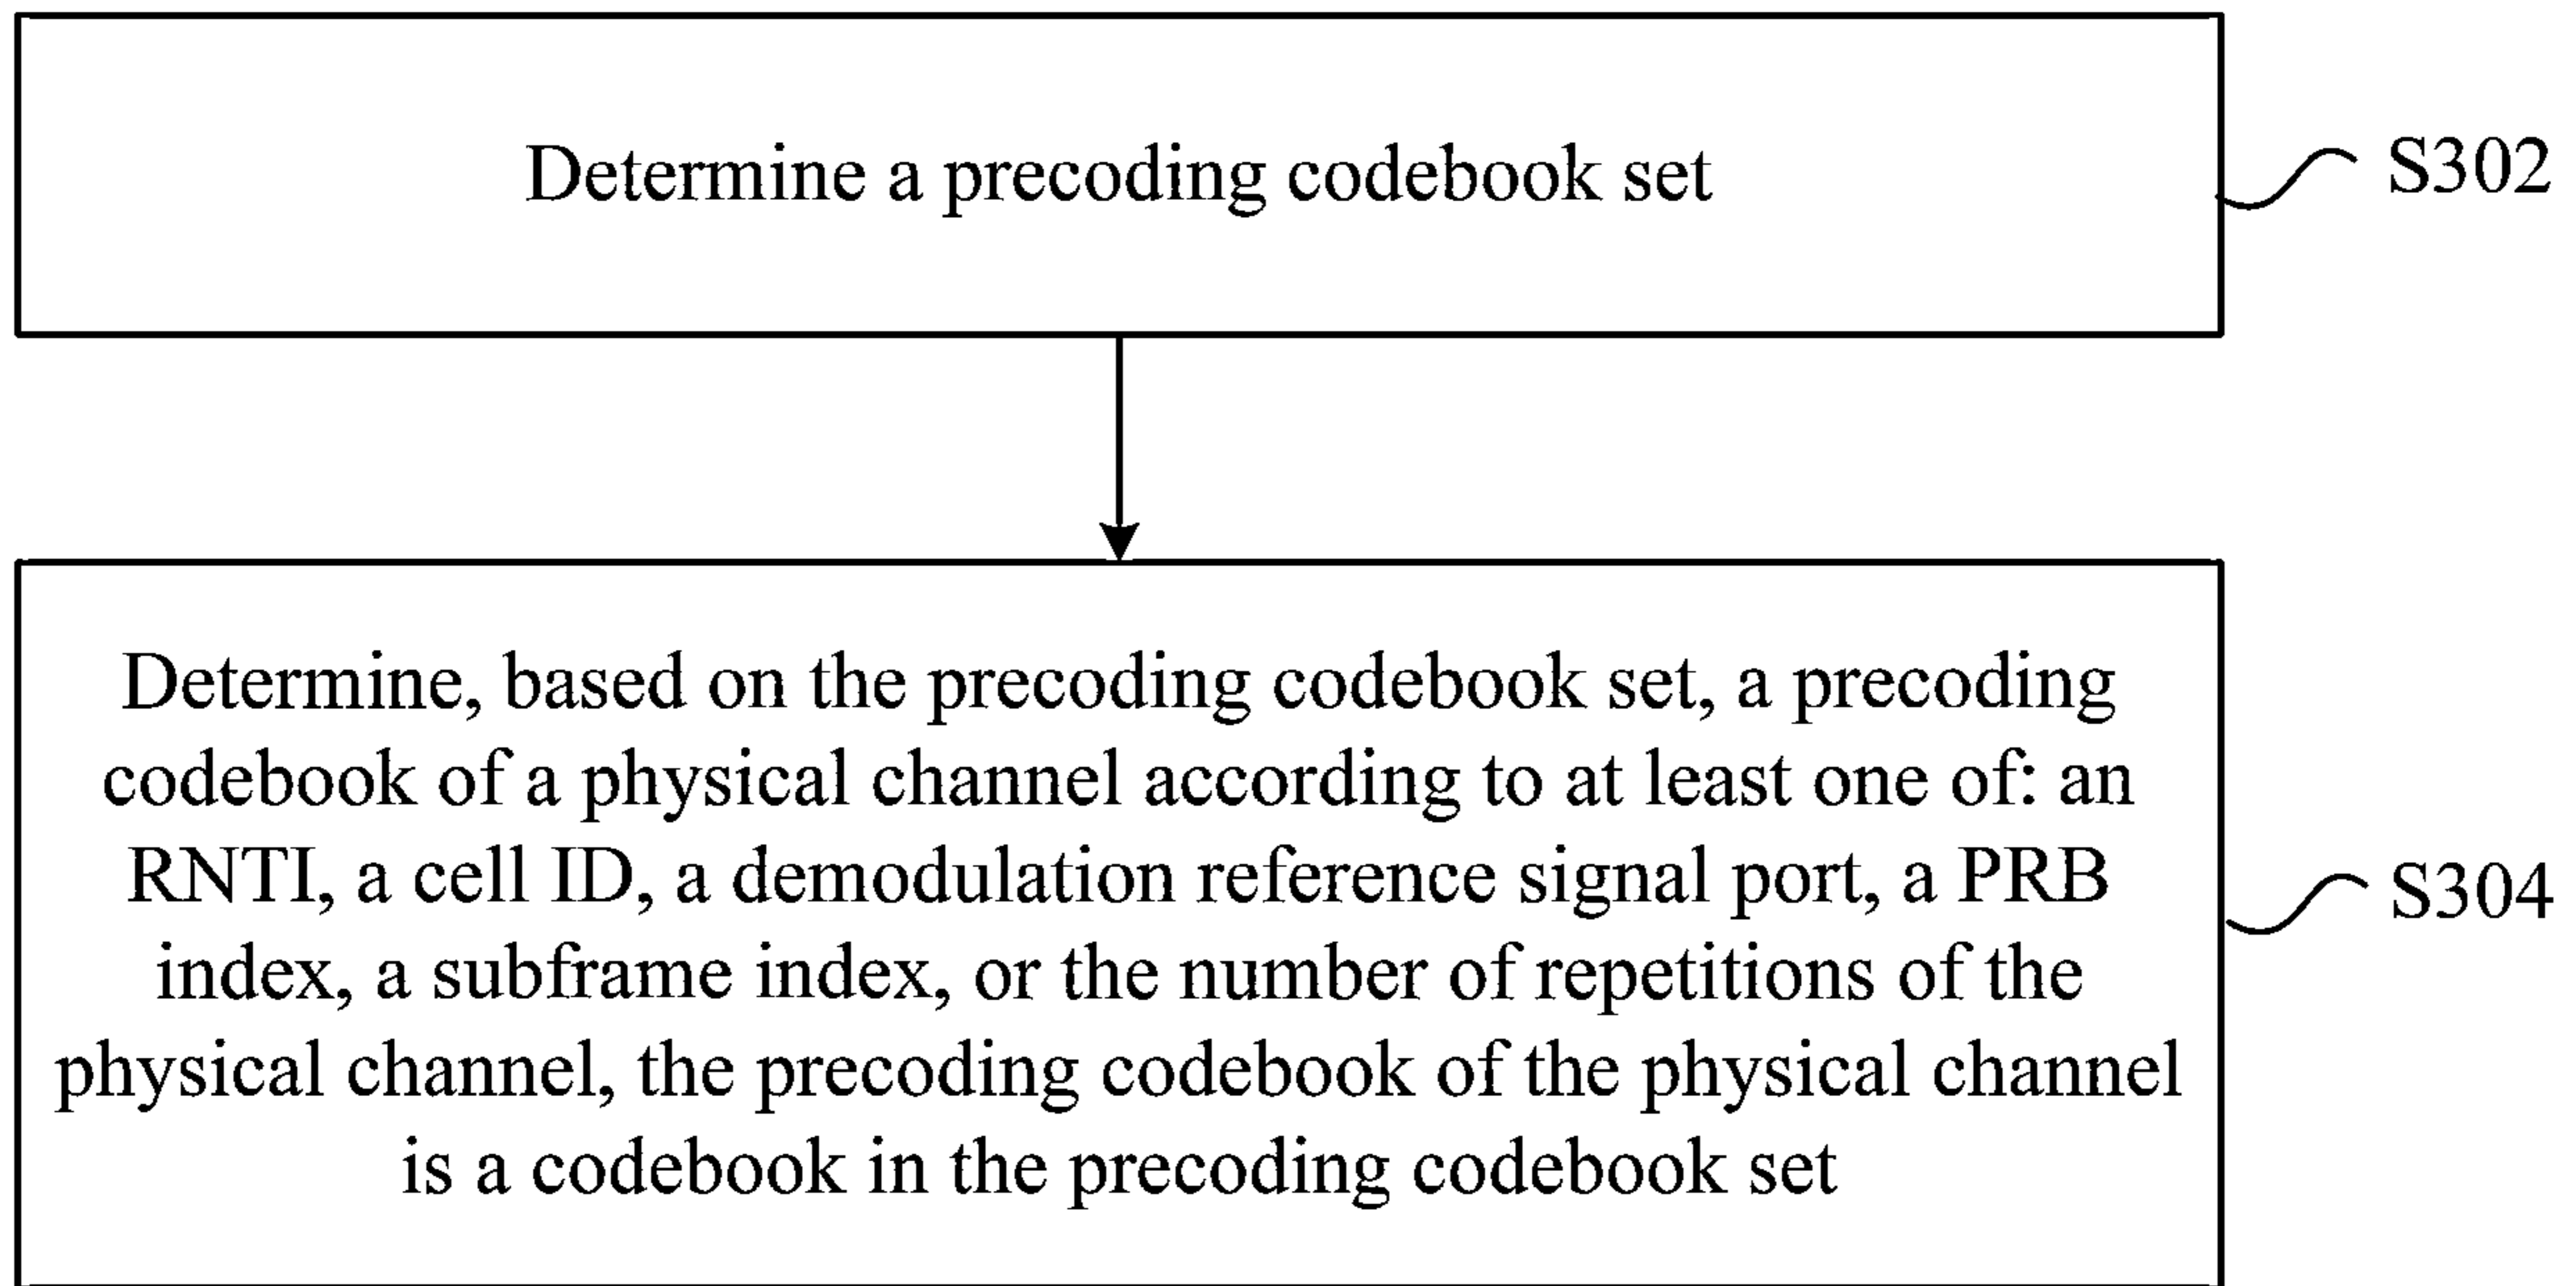 Determine a precoding codebook set
S302
Determine, based on the precoding codebook set, a precoding
codebook of a physical channel according to at least one of: an
RNTI, a cell ID, a demodulation reference signal port, a PRB
index, a subframe index, or the number of repetitions of the
physical channel, the precoding codebook of the physical channel
is a codebook in the precoding codebook set
S304